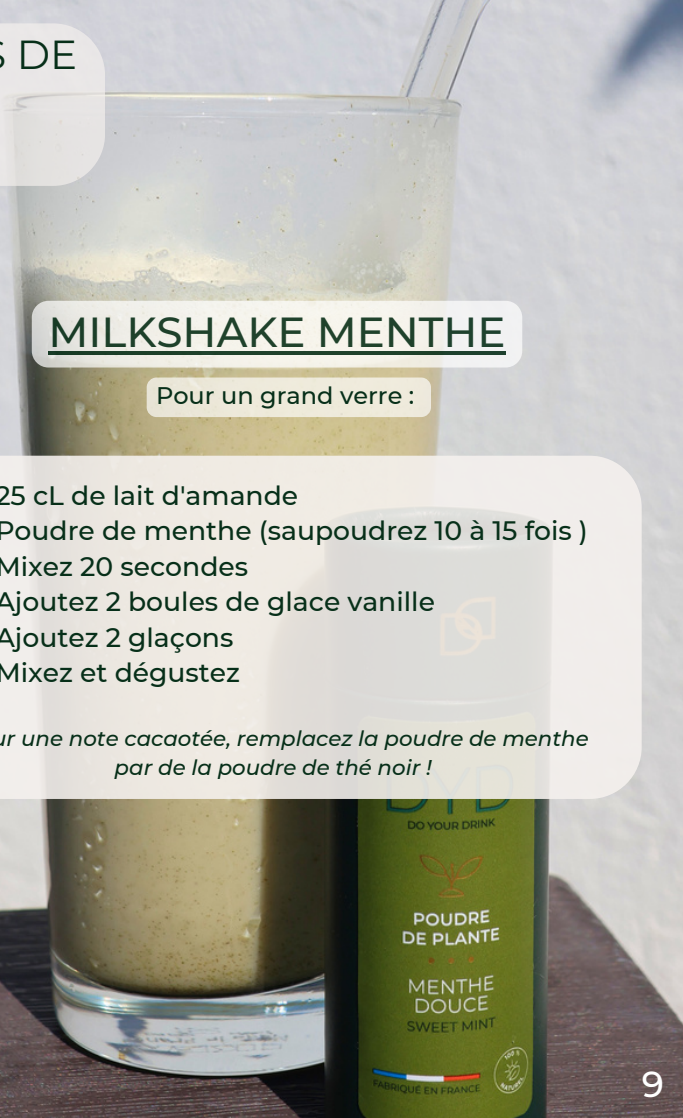 DE
MILKSHAKE MENTHE
Pour un grand verre :
25 cL de lait d'amande
Poudre de menthe (saupoudrez 10 à 15 fois )
Mixez 20 secondes
Ajoutez 2 boules de glace vanille
Ajoutez 2 glaçons
Mixez et dégustez
une note cacaotée, remplacez la poudre de menthe
par de la poudre de thé noir !
DYD
DO YOUR DRINK
POUDRE
DE PLANTE
MENTHE
DOUCE
SWEET MINT
FABRIQUÉ EN FRANCE
100 %
NATUREL
9